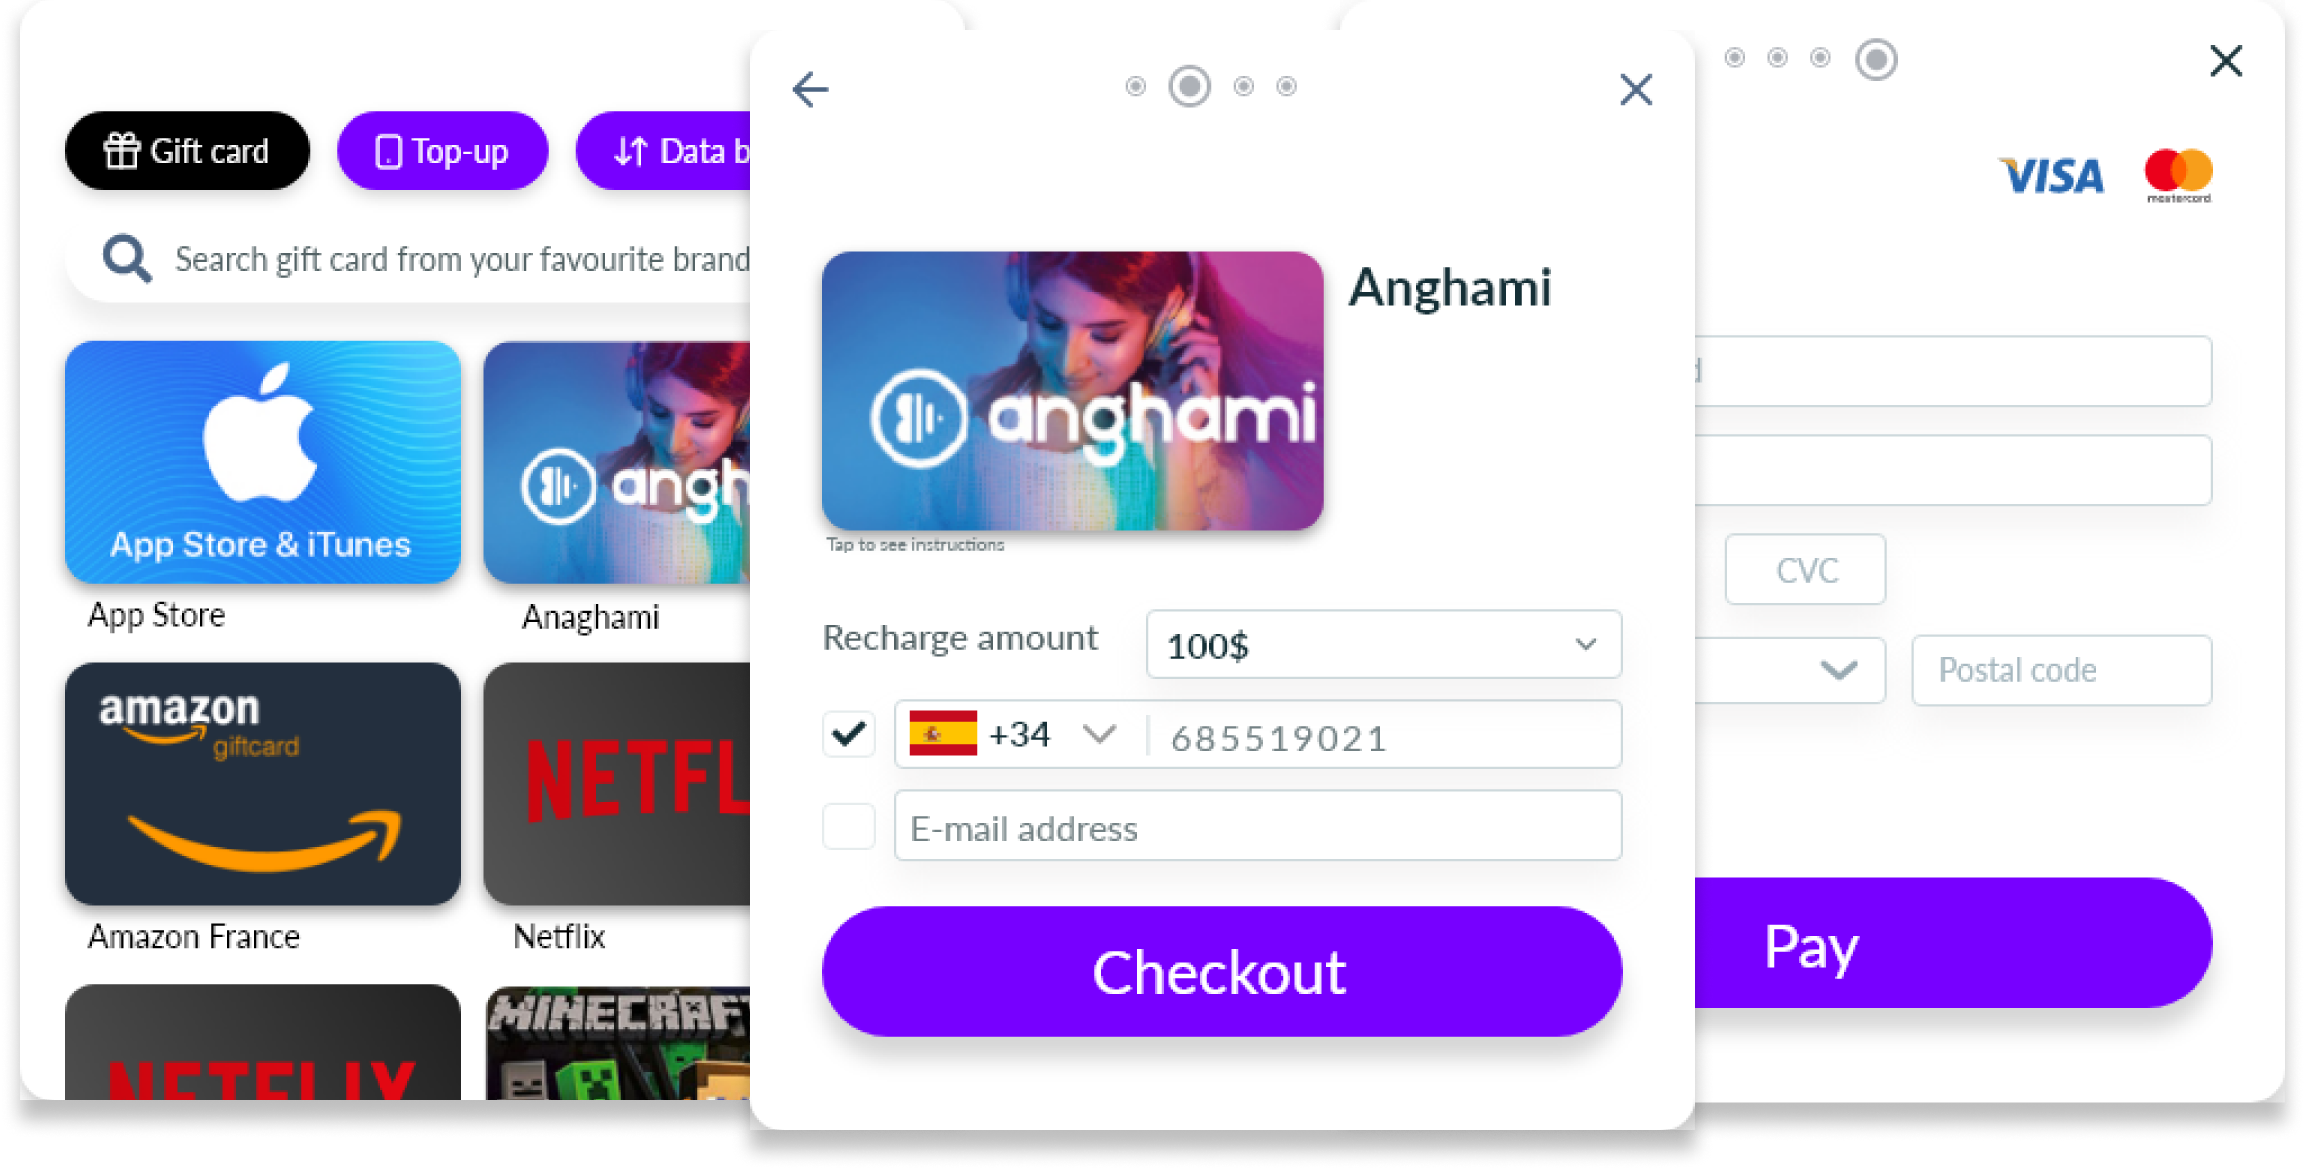 Gift card
Top-up
Data b
Search gift card from your favourite brand
App Store & iTunes
App Store
angh
Anaghami
amazon
giftcard
Amazon France
NETFL
Netflix
NETFLIX
MINECRAFT
Anghami
anghami
Tap to see instructions
Recharge amount
100$
+34
685519021
E-mail address
Checkout
VISA
mastercard
d
CVC
Postal code
Pay